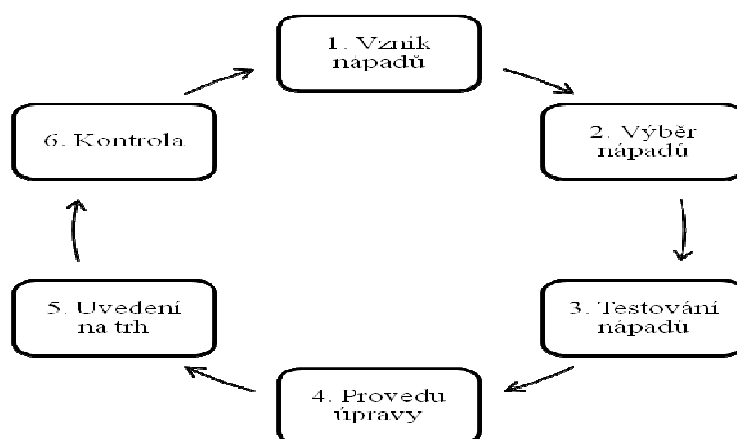 1. Vznik
nápadů
2. Výběr
nápadů
3. Testování
nápadů
4. Provedu
úpravy
5. Uvedení
na trh
6. Kontrola